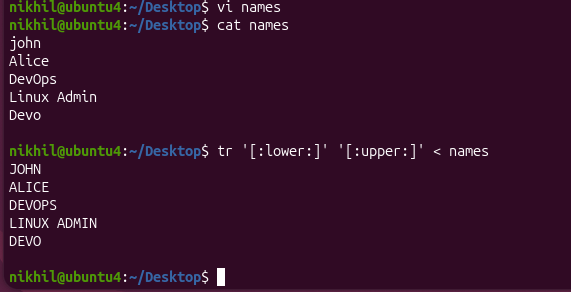 nikhil@ubuntu4:~/Desktop$ vi names
nikhil@ubuntu4:~/Desktop$ cat names
john
Alice
DevOps
Linux Admin
Devo
nikhil@ubuntu4:~/Desktop$ tr '[:lower:]' '[:upper:]' < names
JOHN
ALICE
DEVOPS
LINUX ADMIN
DEVO
nikhil@ubuntu4:~/Desktop$